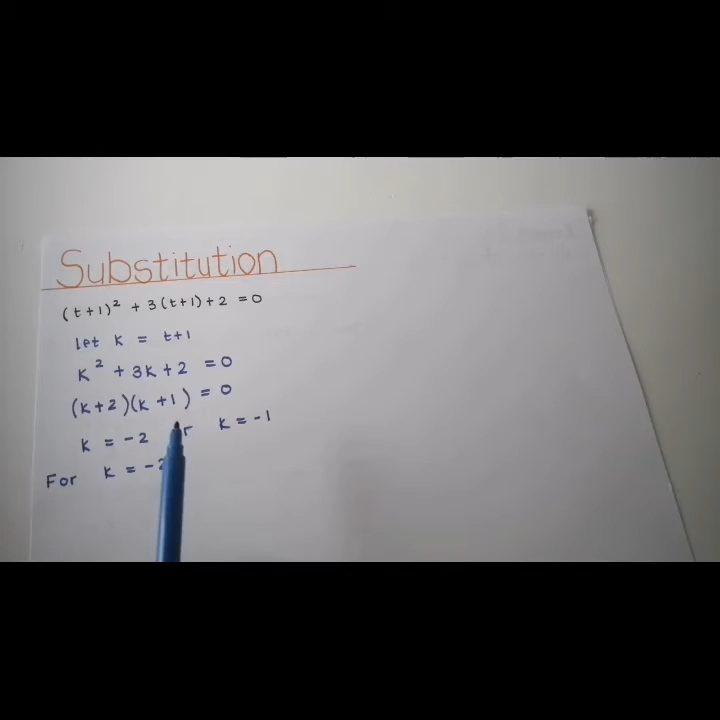 Substitution
(t+1)² + 3(t+1) + 2 = 0
let k = t+1
k² + 3k + 2 = 0
(k+2)(k+1) = 0
k = -2 r k = -1
For k = -2